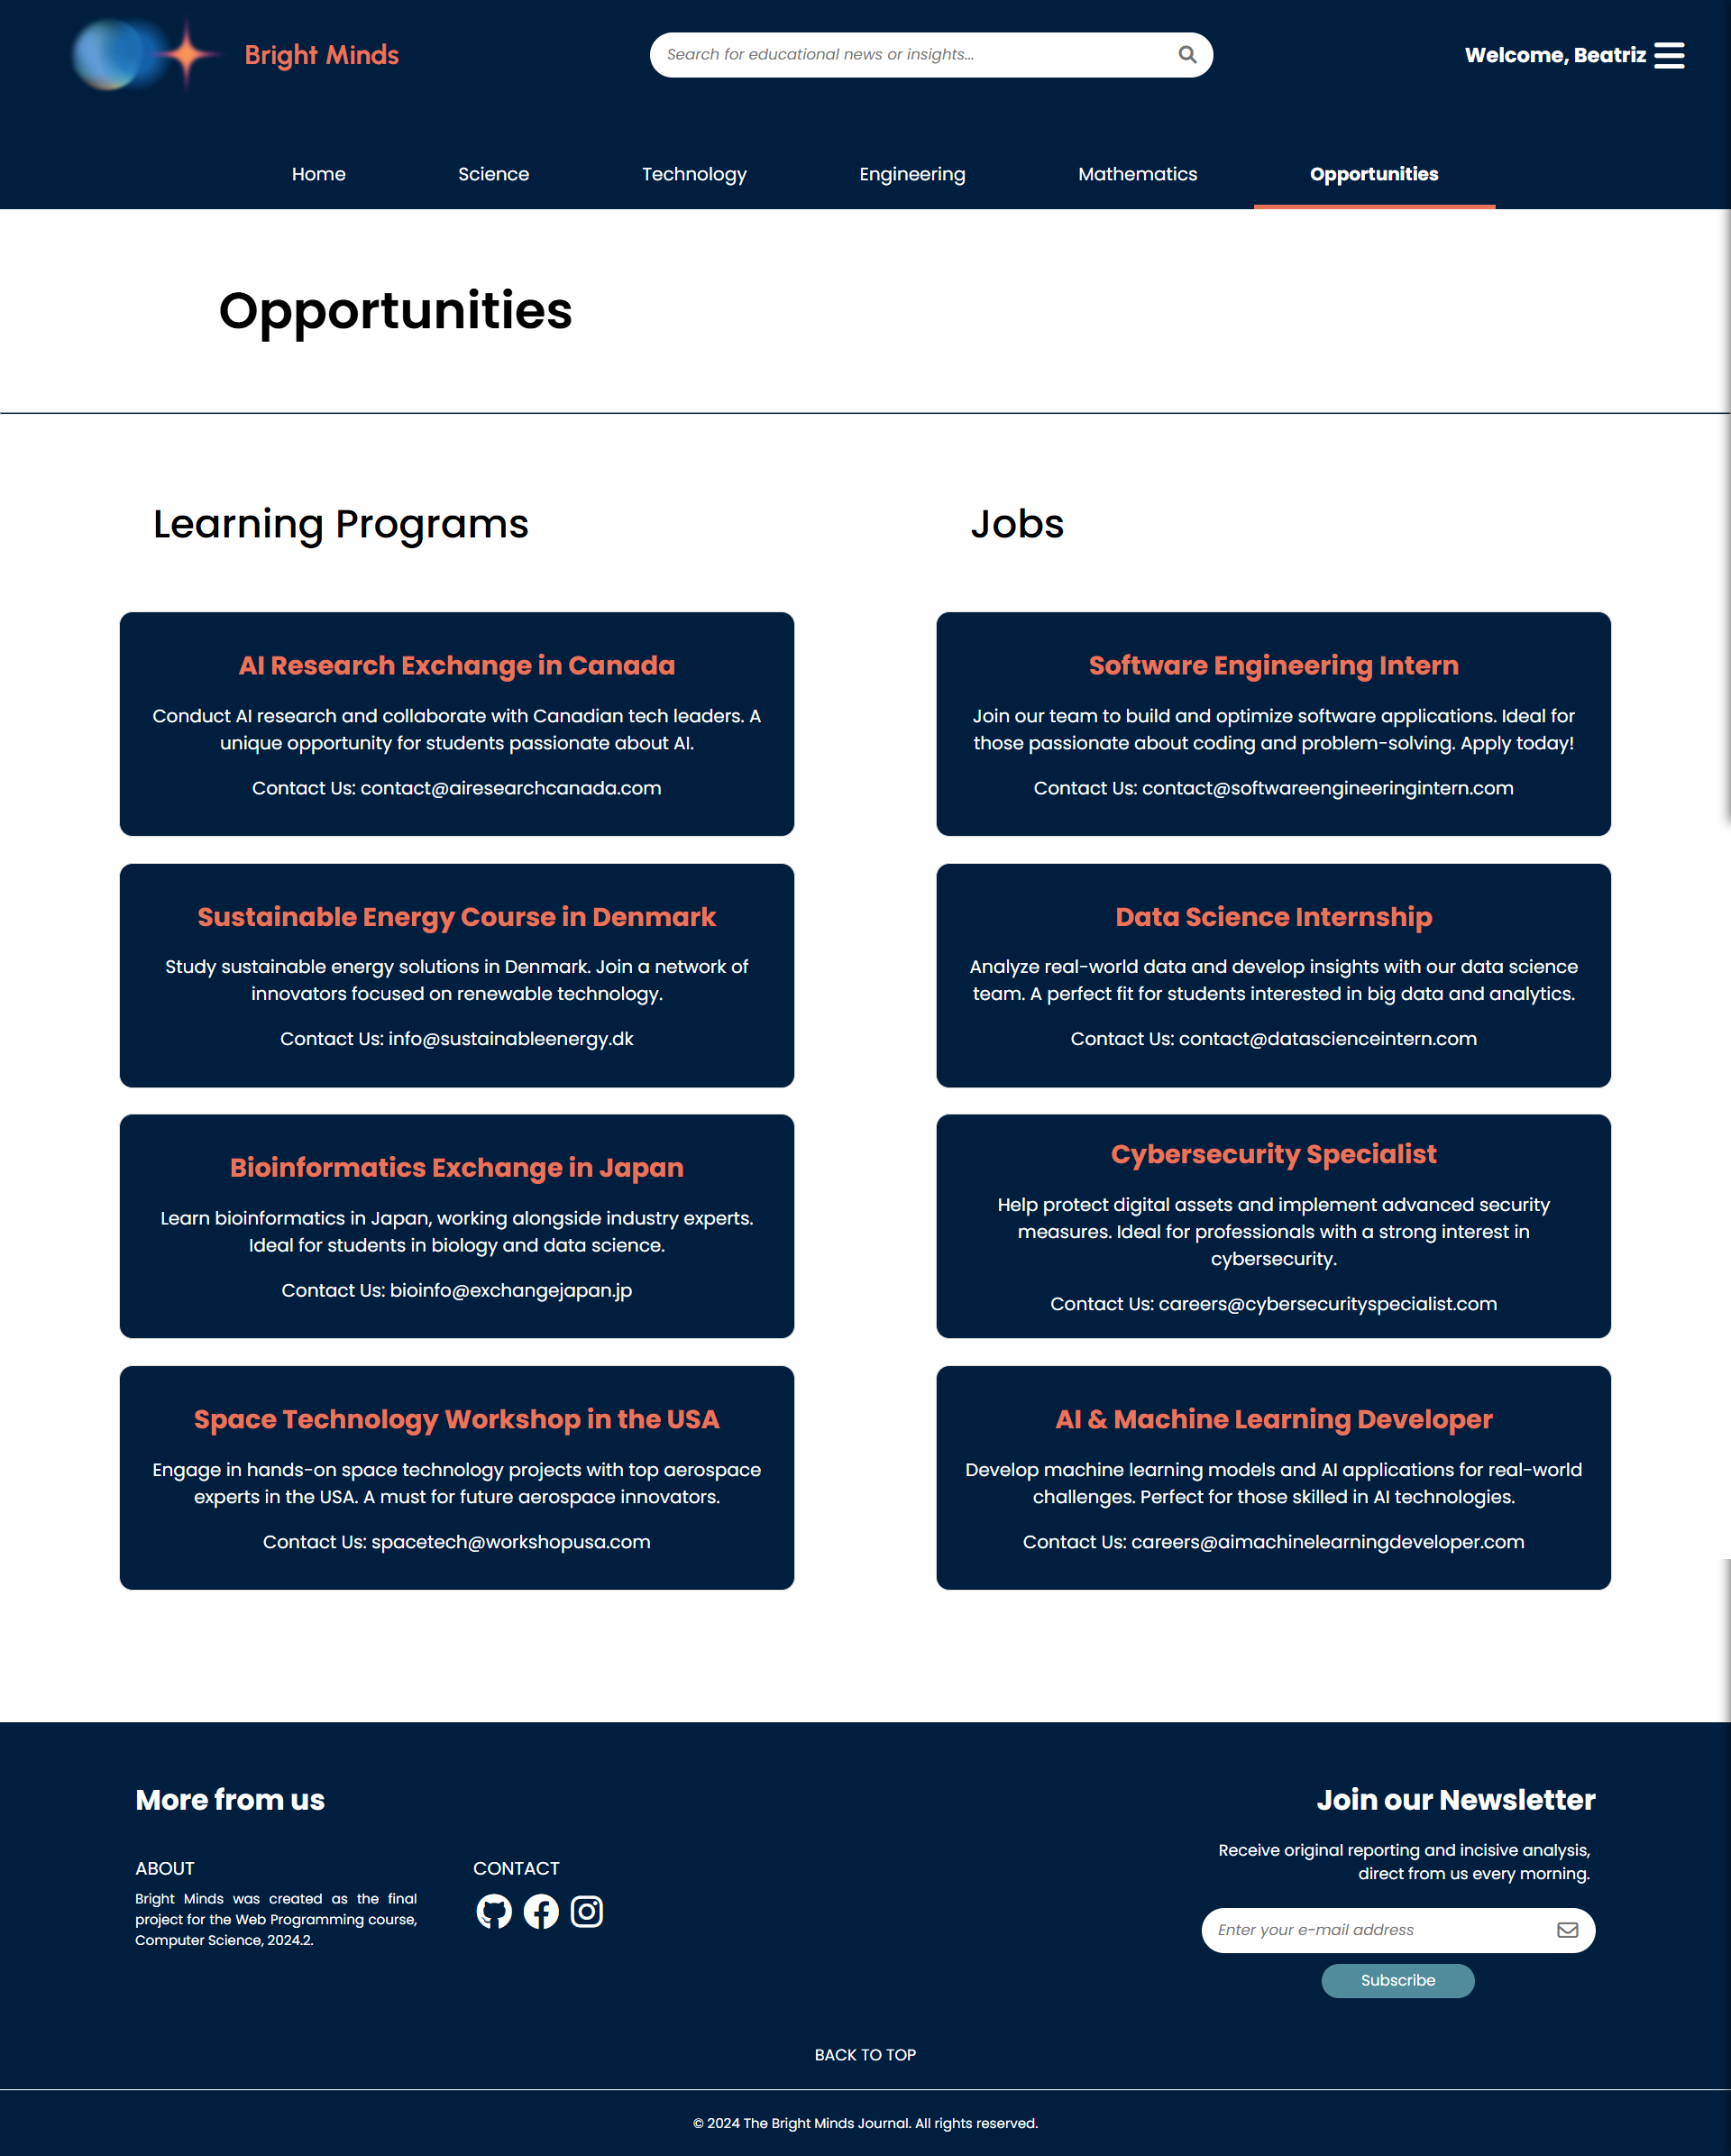 Bright Minds
Search for educational news or insights...
Welcome, Beatriz
Home
Science
Technology
Engineering
Mathematics
Opportunities
Opportunities
Learning Programs
AI Research Exchange in Canada
Conduct AI research and collaborate with Canadian tech leaders. A
unique opportunity for students passionate about AI.
Contact Us: contact@airesearchcanada.com
Sustainable Energy Course in Denmark
Study sustainable energy solutions in Denmark. Join a network of
innovators focused on renewable technology.
Contact Us: info@sustainableenergy.dk
Bioinformatics Exchange in Japan
Learn bioinformatics in Japan, working alongside industry experts.
Ideal for students in biology and data science.
Contact Us: bioinfo@exchangejapan.jp
Space Technology Workshop in the USA
Engage in hands-on space technology projects with top aerospace
experts in the USA. A must for future aerospace innovators.
Contact Us: spacetech@workshopusa.com
Jobs
Software Engineering Intern
Join our team to build and optimize software applications. Ideal for
those passionate about coding and problem-solving. Apply today!
Contact Us: contact@softwareengineeringintern.com
Data Science Internship
Analyze real-world data and develop insights with our data science
team. A perfect fit for students interested in big data and analytics.
Contact Us: contact@datascienceintern.com
Cybersecurity Specialist
Help protect digital assets and implement advanced security
measures. Ideal for professionals with a strong interest in
cybersecurity.
Contact Us: careers@cybersecurityspecialist.com
AI & Machine Learning Developer
Develop machine learning models and AI applications for real-world
challenges. Perfect for those skilled in AI technologies.
Contact Us: careers@aimachinelearningdeveloper.com
More from us
ABOUT
Bright Minds was created as the final
project for the Web Programming course,
Computer Science, 2024.2.
CONTACT
Join our Newsletter
Receive original reporting and incisive analysis,
direct from us every morning.
Enter your e-mail address
Subscribe
BACK TO TOP
© 2024 The Bright Minds Journal. All rights reserved.